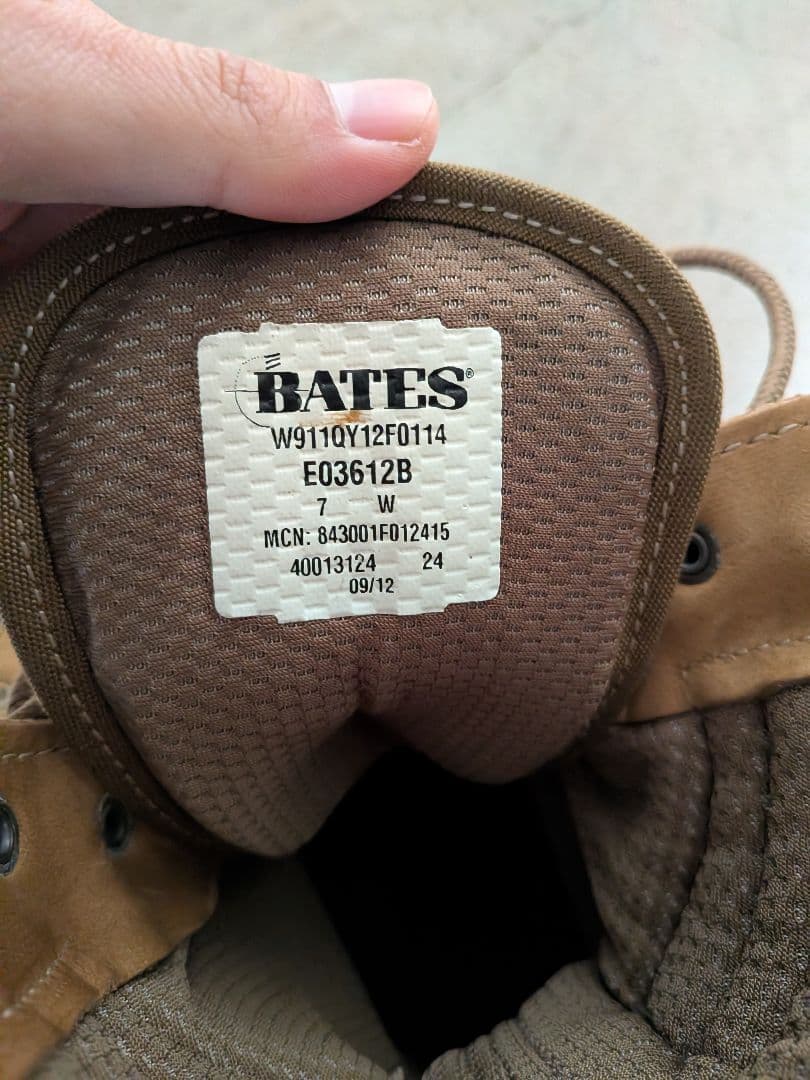 BATES®
W911QY12F0114
E03612B
7 W
MCN: 843001F012415
40013124 24
09/12